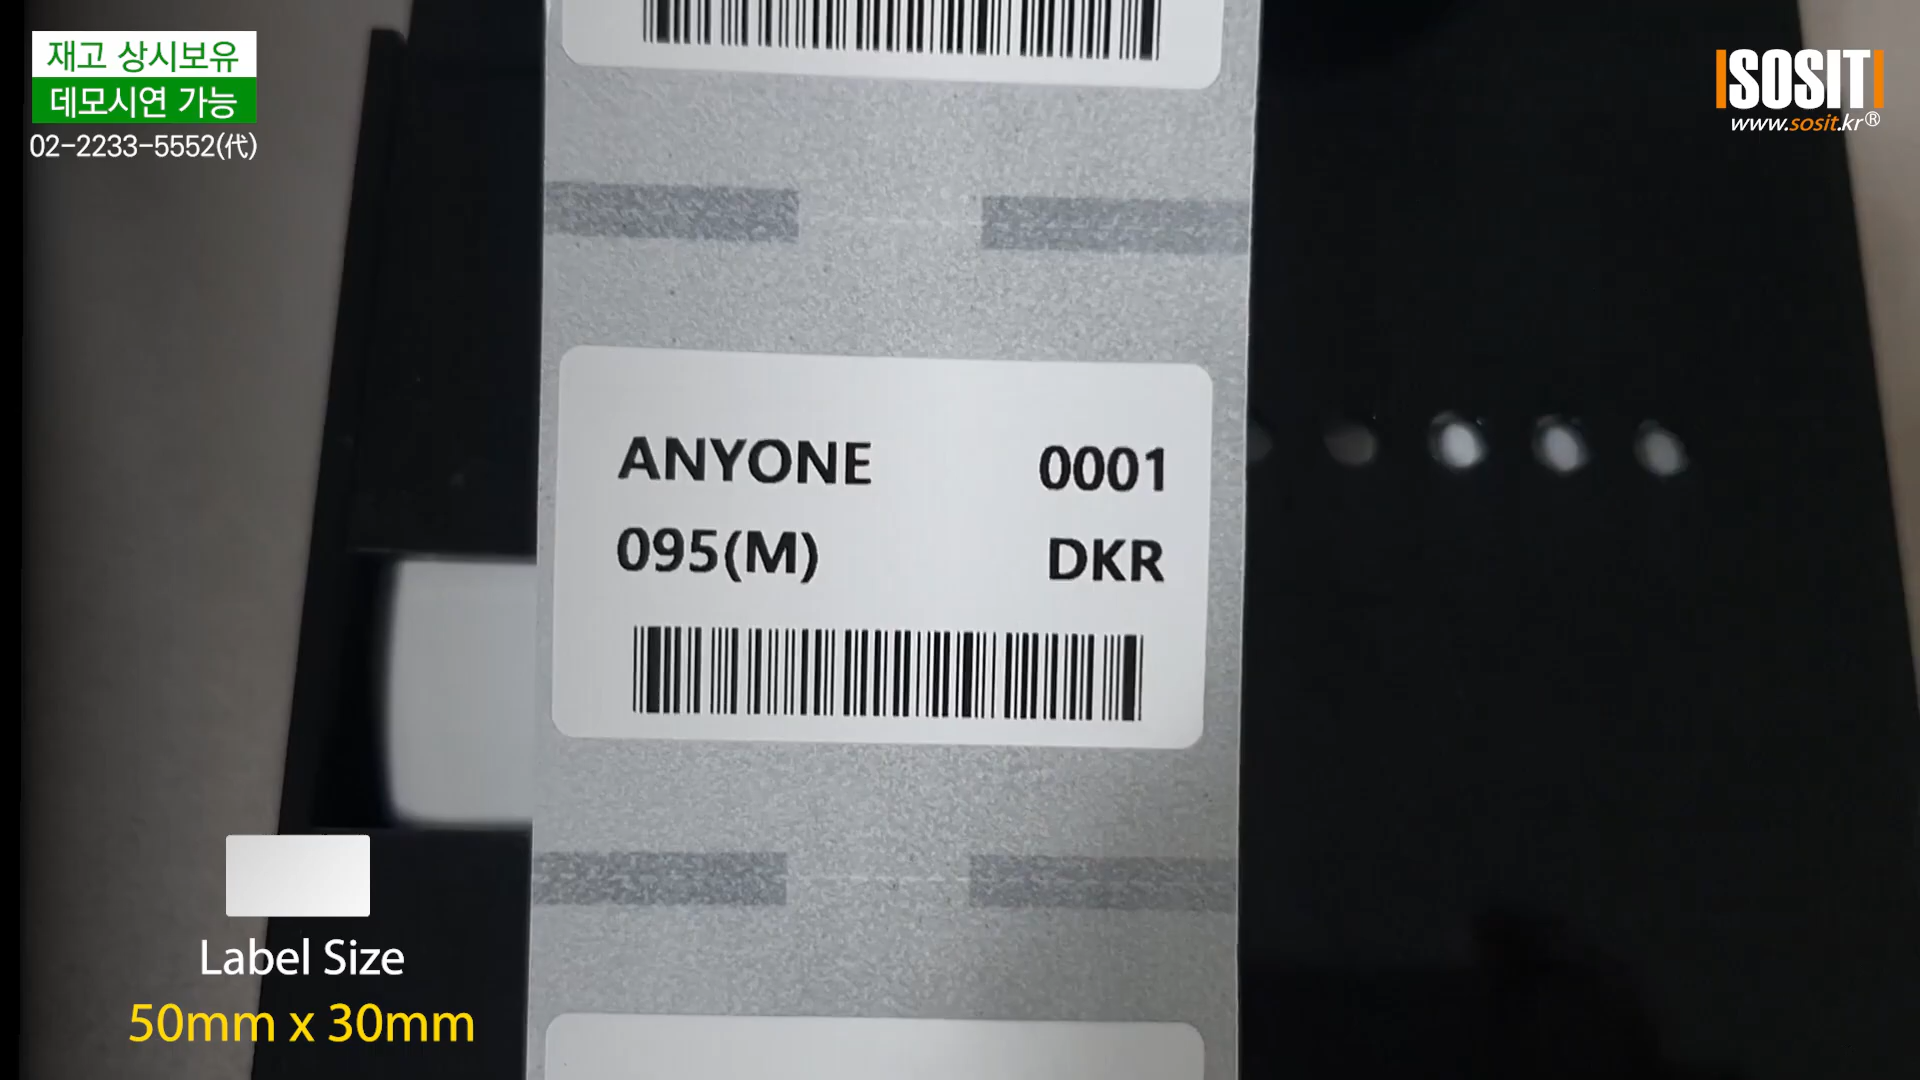 재고 상시보유
데모시연 가능
02-2233-5552(代)
SOSIT
www.sosit.kr®
ANYONE 0001
095(M) DKR
Label Size
50mm x 30mm